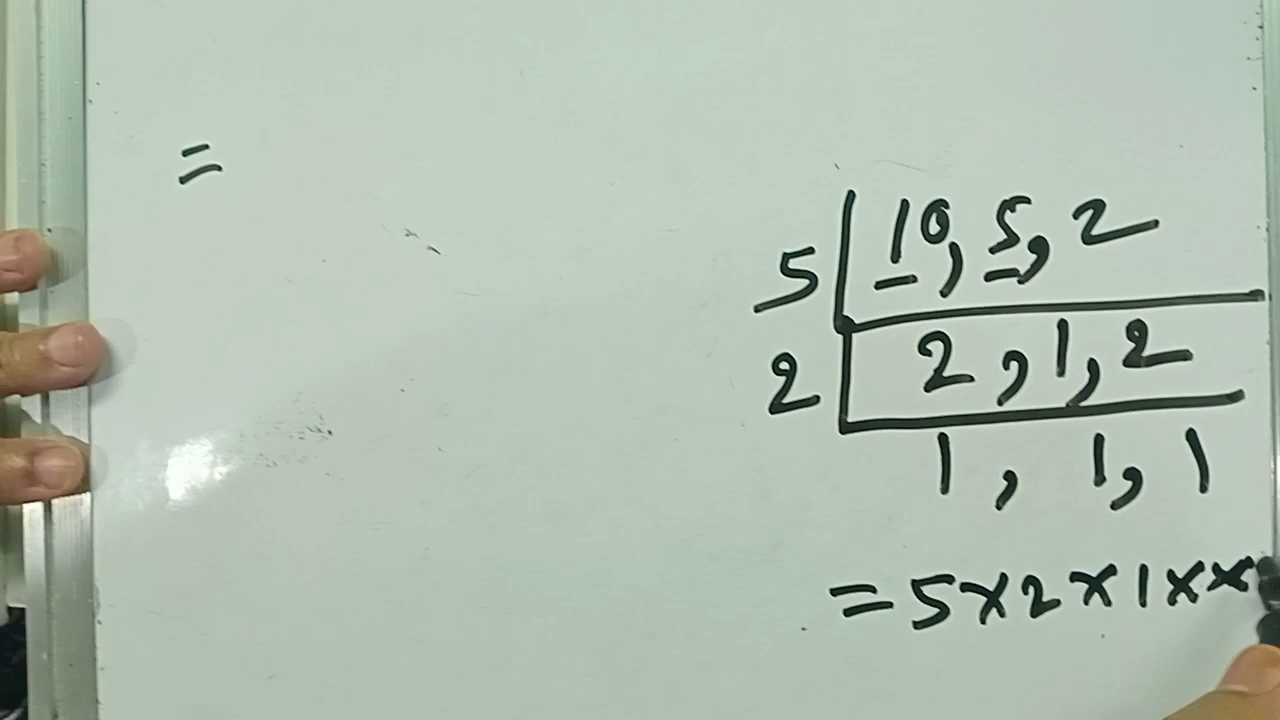 =
5 | 10, 5, 2
2 | 2, 1, 2
1, 1, 1
= 5 × 2 × 1 × ×